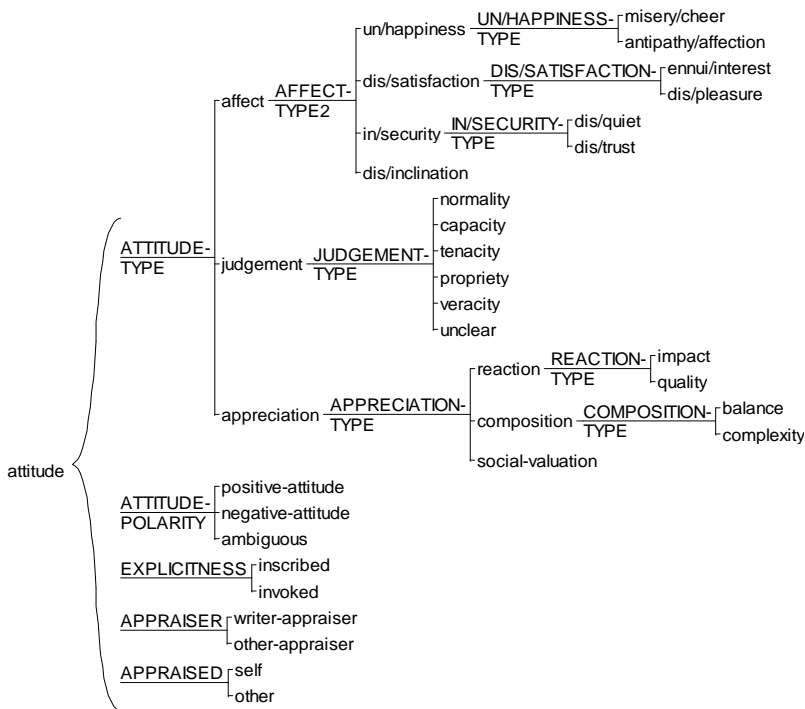 attitude
ATTITUDE-
TYPE
affect
AFFECT-
TYPE2
un/happiness
UN/HAPPINESS-
TYPE
misery/cheer
antipathy/affection
dis/satisfaction
DIS/SATISFACTION-
TYPE
ennui/interest
dis/pleasure
in/security
IN/SECURITY-
TYPE
dis/quiet
dis/trust
dis/inclination
judgement
JUDGEMENT-
TYPE
normality
capacity
tenacity
propriety
veracity
unclear
appreciation
APPRECIATION-
TYPE
reaction
REACTION-
TYPE
impact
quality
composition
COMPOSITION-
TYPE
balance
complexity
social-valuation
ATTITUDE-
POLARITY
positive-attitude
negative-attitude
ambiguous
EXPLICITNESS
inscribed
invoked
APPRAISER
writer-appraiser
other-appraiser
APPRAISED
self
other